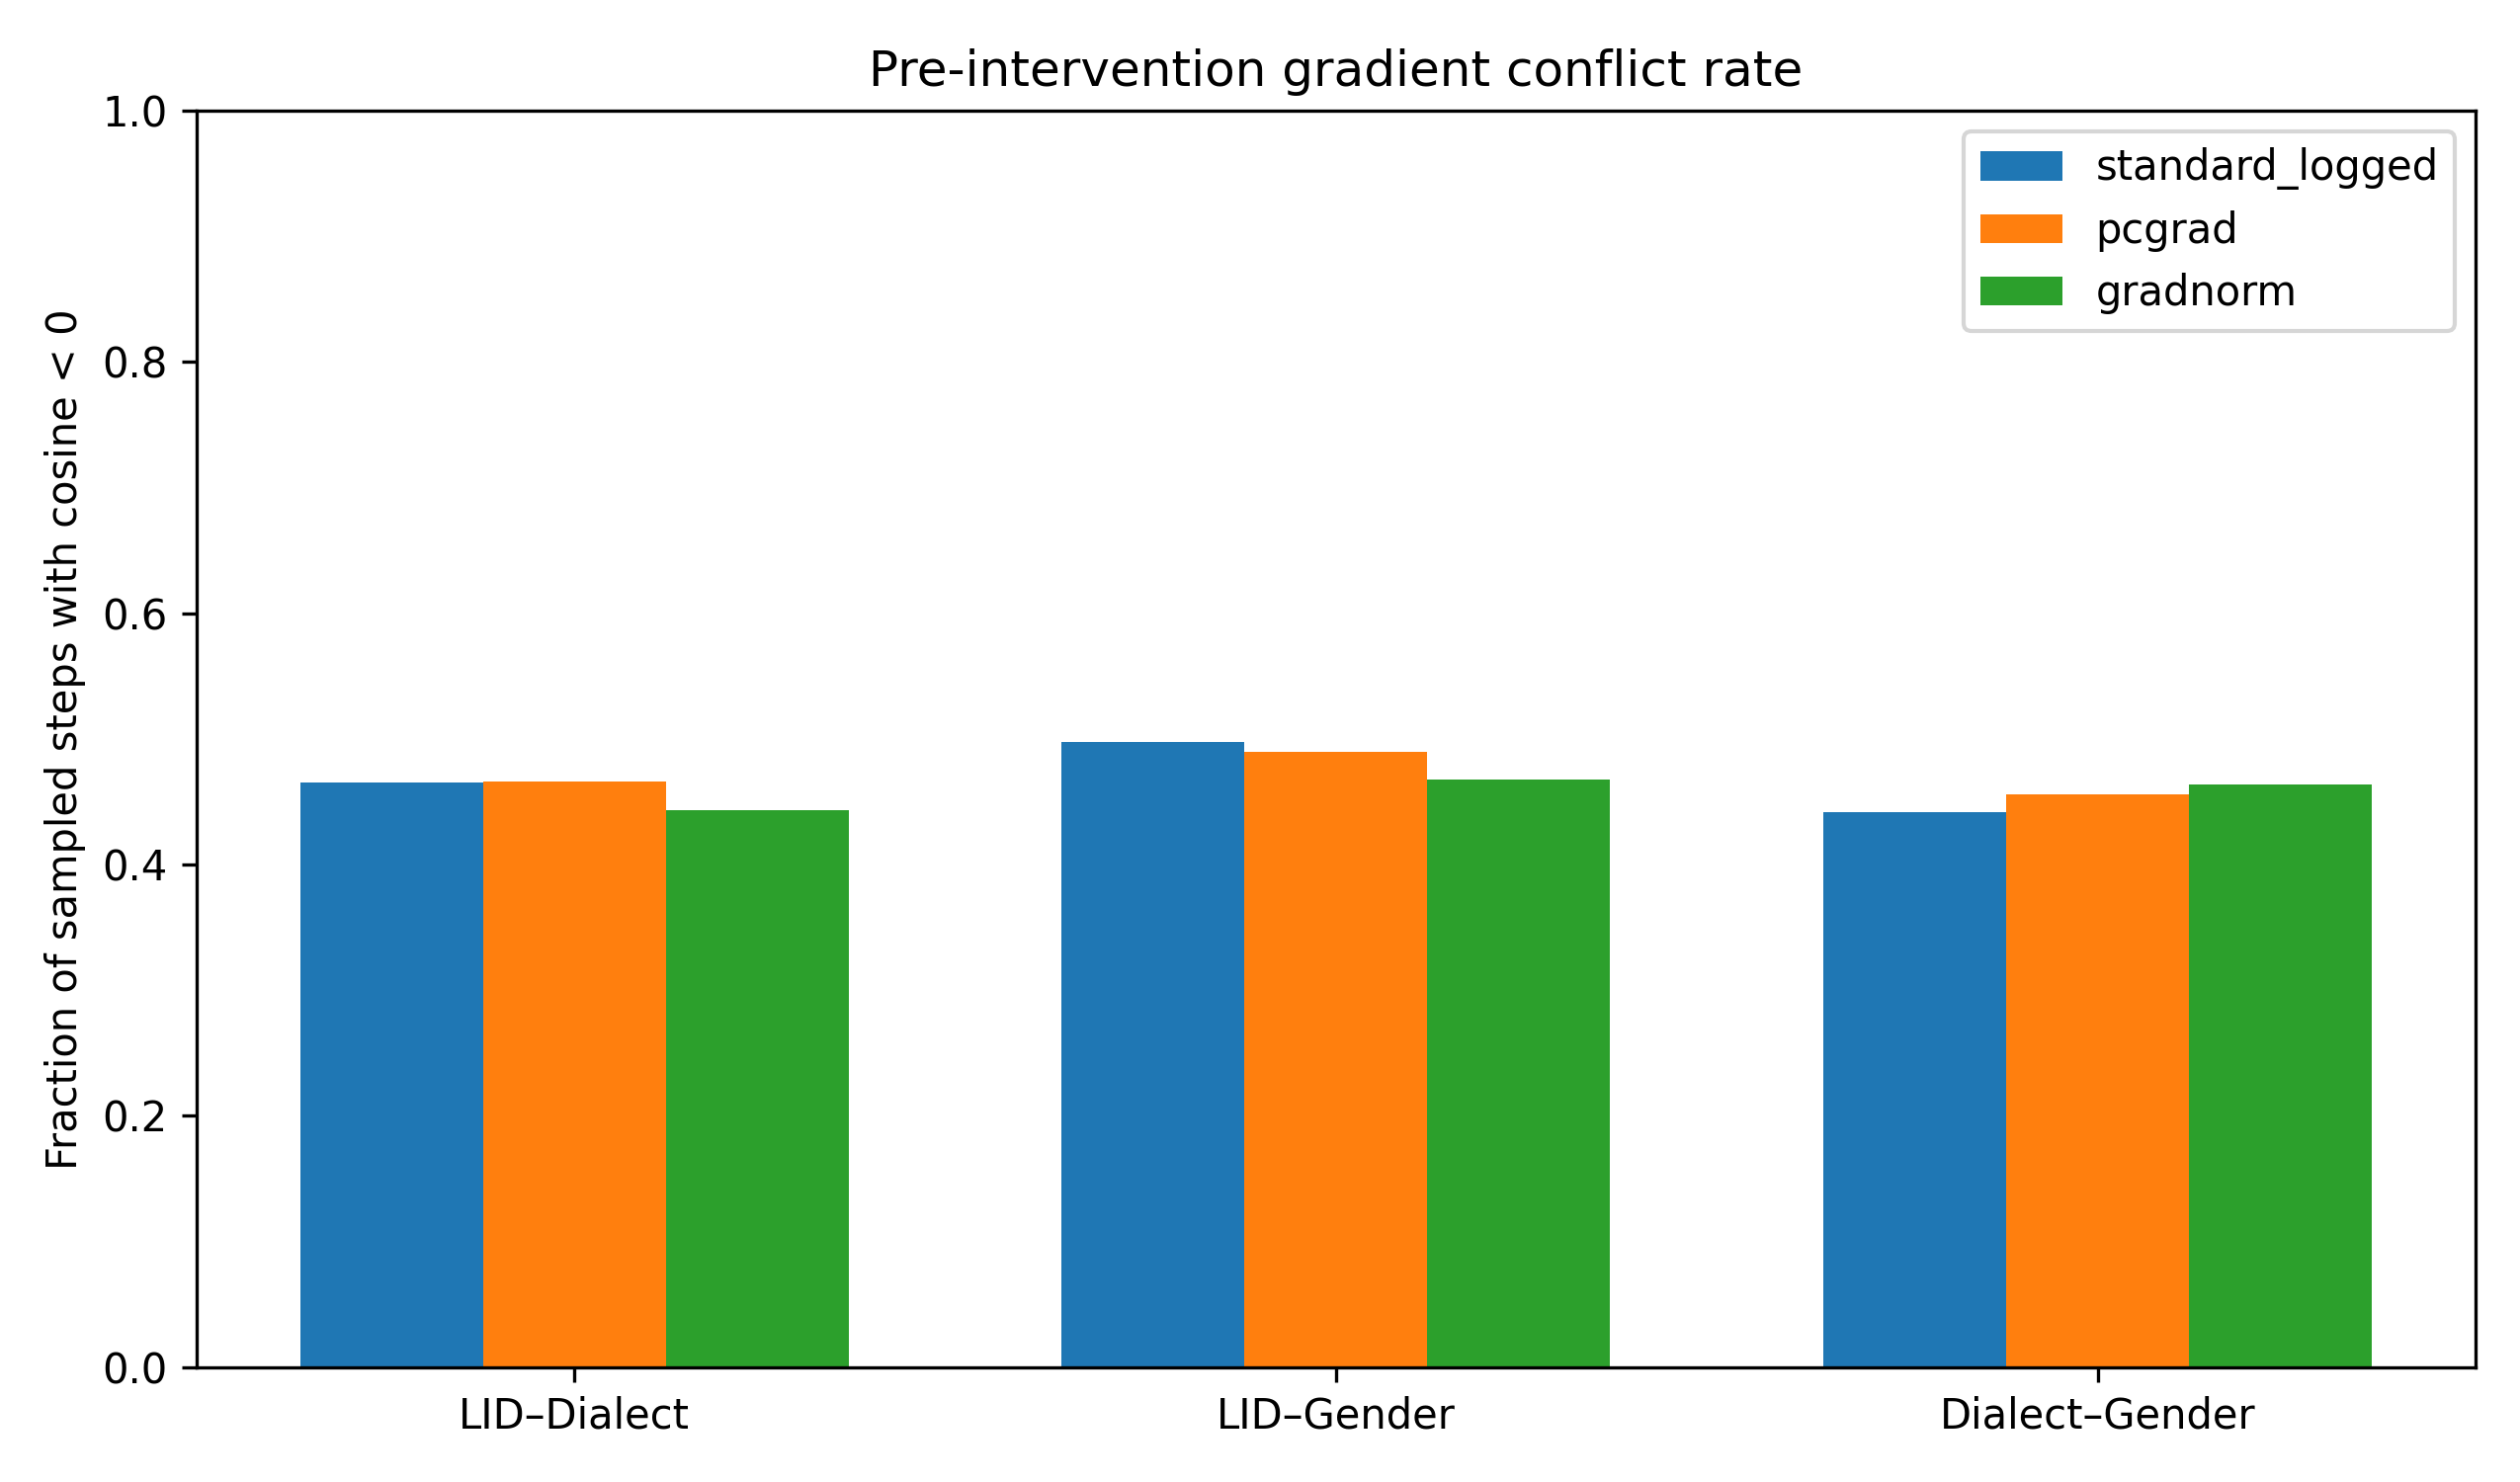 Pre-intervention gradient conflict rate
Fraction of sampled steps with cosine < 0
1.0
0.8
0.6
0.4
0.2
0.0
standard_logged
pcgrad
gradnorm
LID–Dialect
LID–Gender
Dialect–Gender